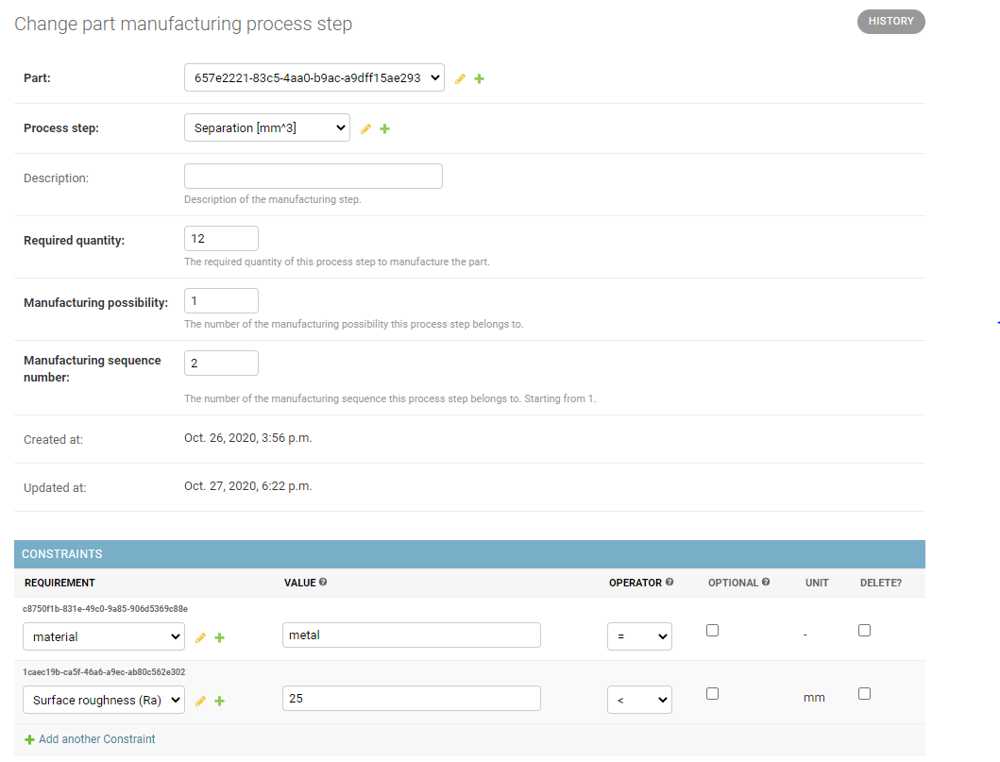 Change part manufacturing process step
HISTORY
Part:
657e2221-83c5-4aa0-b9ac-a9dff15ae293
Process step:
Separation [mm^3]
Description:
Description of the manufacturing step.
Required quantity:
12
The required quantity of this process step to manufacture the part.
Manufacturing possibility:
1
The number of the manufacturing possibility this process step belongs to.
Manufacturing sequence
number:
2
The number of the manufacturing sequence this process step belongs to. Starting from 1.
Created at:
Oct. 26, 2020, 3:56 p.m.
Updated at:
Oct. 27, 2020, 6:22 p.m.
CONSTRAINTS
REQUIREMENT VALUE ? OPERATOR ? OPTIONAL ? UNIT DELETE?
c8750f1b-831e-49c0-9a85-906d5369c88e
material metal = -
1caec19b-ca5f-46a6-a9ec-ab80c562e302
Surface roughness (Ra) 25 < mm
Add another Constraint